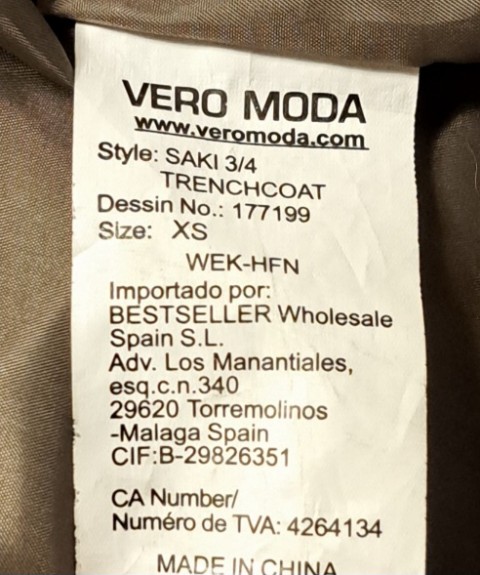 VERO MODA
www.veromoda.com
Style: SAKI 3/4
TRENCHCOAT
Dessin No.: 177199
Size: XS
WEK-HFN
Importado por:
BESTSELLER Wholesale
Spain S.L.
Adv. Los Manantiales,
esq.c.n.340
29620 Torremolinos
-Malaga Spain
CIF:B-29826351
CA Number/
Numéro de TVA: 4264134
MADE IN CHINA